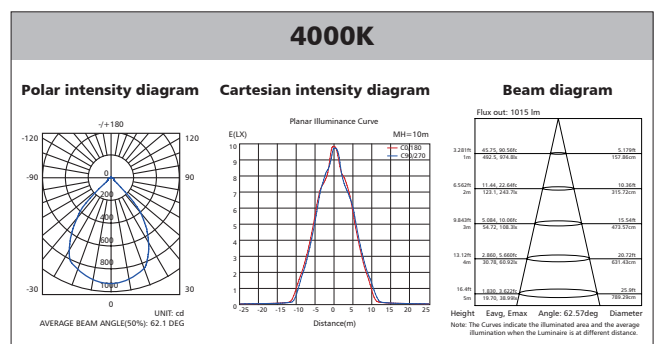 4000K
Polar intensity diagram
Cartesian intensity diagram
Beam diagram
-/+180
-120
120
-90
90
0
200
400
600
800
1000
-30
30
0
UNIT: cd
AVERAGE BEAM ANGLE(50%): 62.1 DEG
Planar Illuminance Curve
E(LX)
MH=10m
C0/180
C90/270
10
9
8
7
6
5
4
3
2
1
0
-25 -20 -15 -10 -5 0 5 10 15 20 25
Distance(m)
Flux out: 1015 lm
3.281ft 45.75, 90.56fc 5.179ft
1m 492.5, 974.8lx 157.86cm
6.562ft 11.44, 22.64fc 10.36ft
2m 123.1, 243.7lx 315.72cm
9.843ft 5.084, 10.06fc 15.54ft
3m 54.72, 108.3lx 473.57cm
13.12ft 2.860, 5.660fc 20.72ft
4m 30.78, 60.92lx 631.43cm
16.4ft 1.830, 3.622fc 25.9ft
5m 19.70, 38.99lx 789.29cm
Height Eavg, Emax Angle: 62.57deg Diameter
Note: The Curves indicate the illuminated area and the average
illumination when the Luminaire is at different distance.